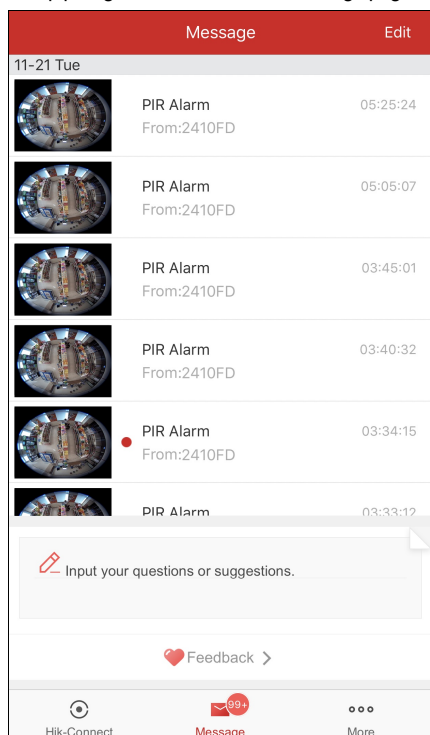 Message
Edit
11-21 Tue
PIR Alarm
05:25:24
From:2410FD
PIR Alarm
05:05:07
From:2410FD
PIR Alarm
03:45:01
From:2410FD
PIR Alarm
03:40:32
From:2410FD
PIR Alarm
03:34:15
From:2410FD
PIR Alarm
03:33:12
Input your questions or suggestions.
Feedback
99+
Hik-Connect
Message
More